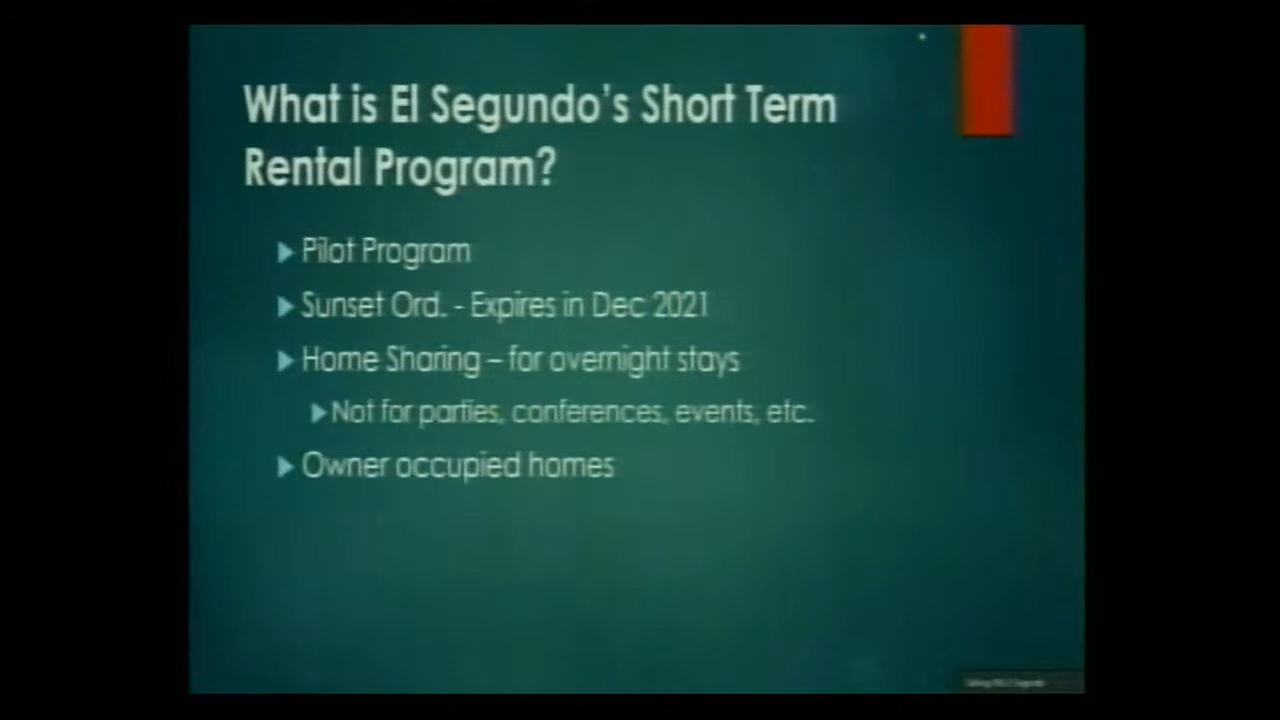 What is El Segundo's Short Term
Rental Program?
Pilot Program
Sunset Ord. - Expires in Dec 2021
Home Sharing – for overnight stays
Not for parties, conferences, events, etc.
Owner occupied homes